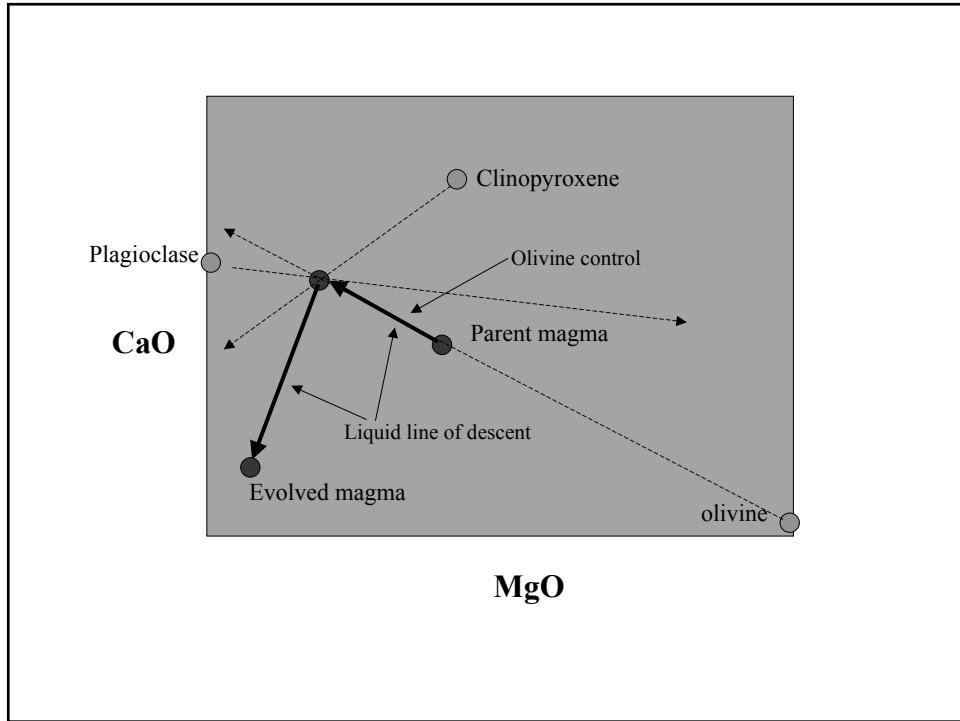 Clinopyroxene
Plagioclase
Olivine control
Parent magma
CaO
Liquid line of descent
Evolved magma
olivine
MgO